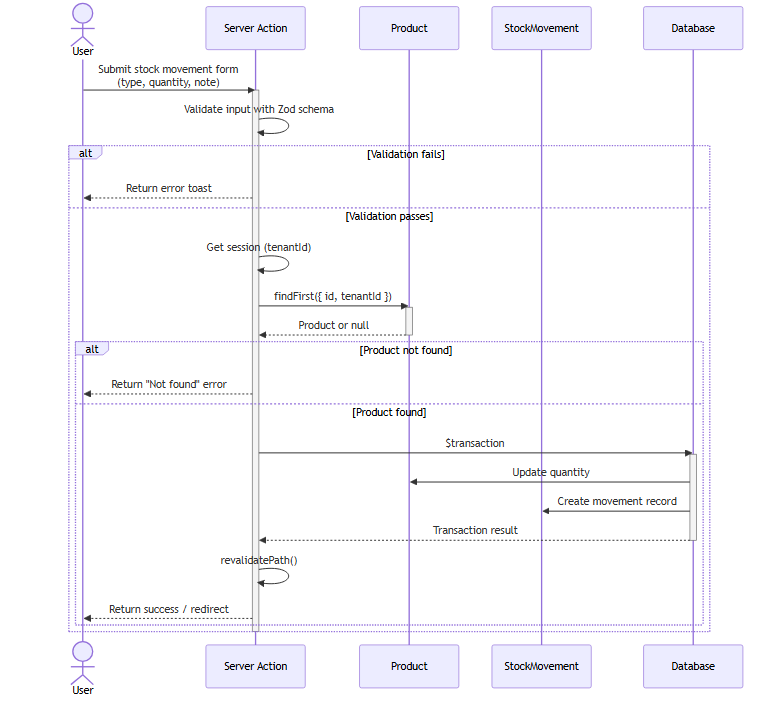 User
Server Action
Product
StockMovement
Database
Submit stock movement form
(type, quantity, note)
Validate input with Zod schema
alt
[Validation fails]
Return error toast
[Validation passes]
Get session (tenantId)
findFirst({ id, tenantId })
Product or null
alt
[Product not found]
Return "Not found" error
[Product found]
$transaction
Update quantity
Create movement record
Transaction result
revalidatePath()
Return success / redirect
User
Server Action
Product
StockMovement
Database